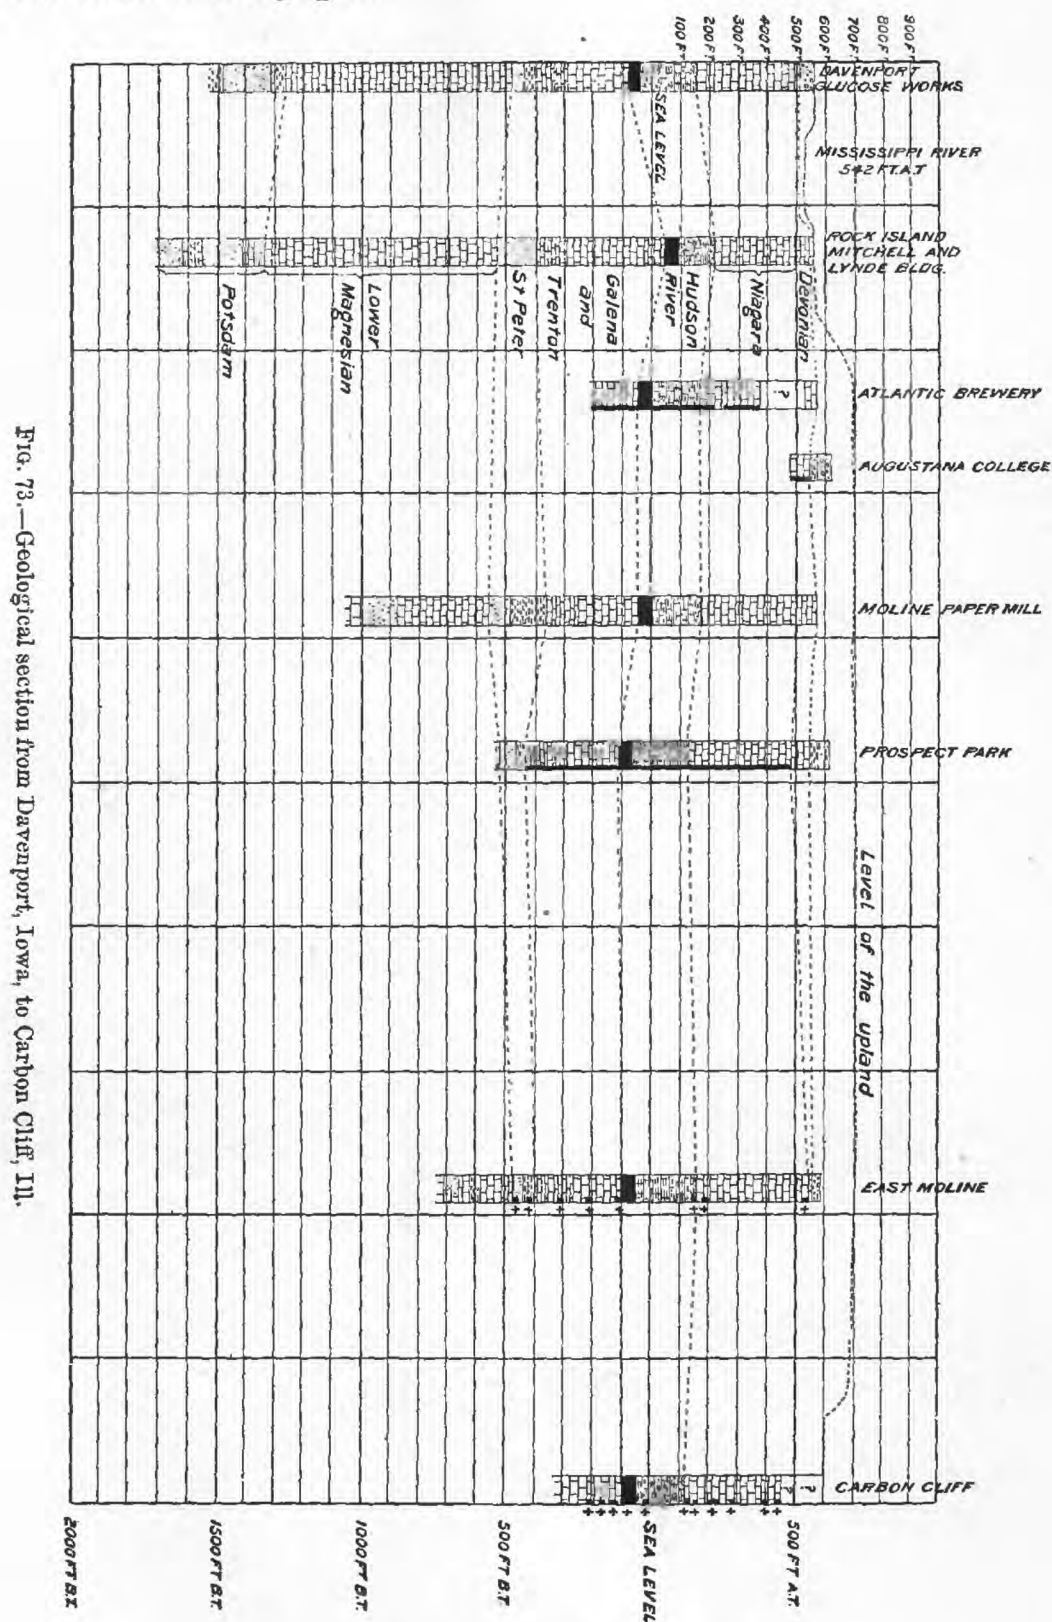 100 FT
200 FT
300 FT
400 FT
500 FT
600 FT
700 FT
800 FT
900 FT
DAVENPORT
GLUCOSE WORKS
SEA LEVEL
MISSISSIPPI RIVER
542 FT.A.T
ROCK ISLAND
MITCHELL AND
LYNDE BLDG.
Potsdam
Lower
Magnesian
St Peter
Trenton
and
Galena
Hudson
River
Niagara
Devonian
?
ATLANTIC BREWERY
AUGUSTANA COLLEGE
MOLINE PAPER MILL
PROSPECT PARK
Level of the upland
EAST MOLINE
? ?
CARBON CLIFF
2000 FT B.T.
1500 FT B.T.
1000 FT B.T.
500 FT B.T.
SEA LEVEL
500 FT A.T.
FIG. 73.—Geological section from Davenport, Iowa, to Carbon Cliff, Ill.